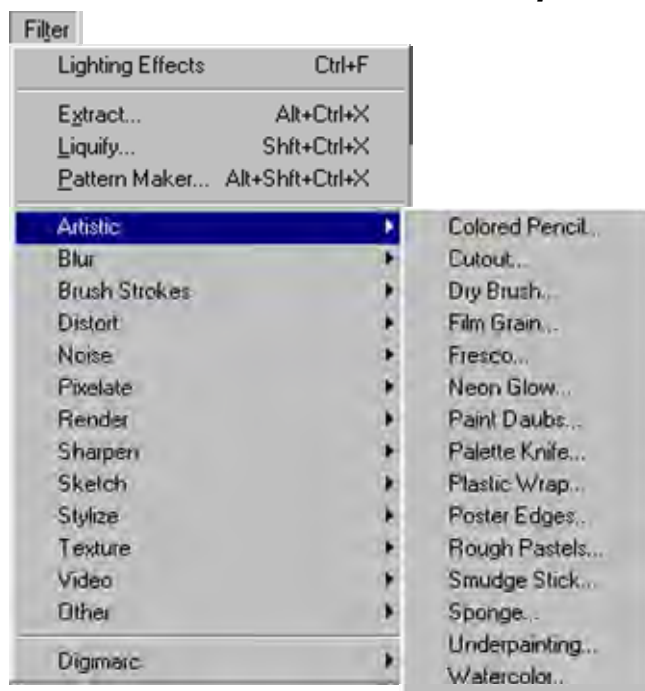 Filter
Lighting Effects Ctrl+F
Extract... Alt+Ctrl+X
Liquify... Shft+Ctrl+X
Pattern Maker... Alt+Shft+Ctrl+X
Artistic
Blur
Brush Strokes
Distort
Noise
Pixelate
Render
Sharpen
Sketch
Stylize
Texture
Video
Other
Digimarc
Colored Pencil...
Cutout...
Dry Brush...
Film Grain...
Fresco...
Neon Glow...
Paint Daubs...
Palette Knife...
Plastic Wrap...
Poster Edges...
Rough Pastels...
Smudge Stick...
Sponge...
Underpainting...
Watercolor...